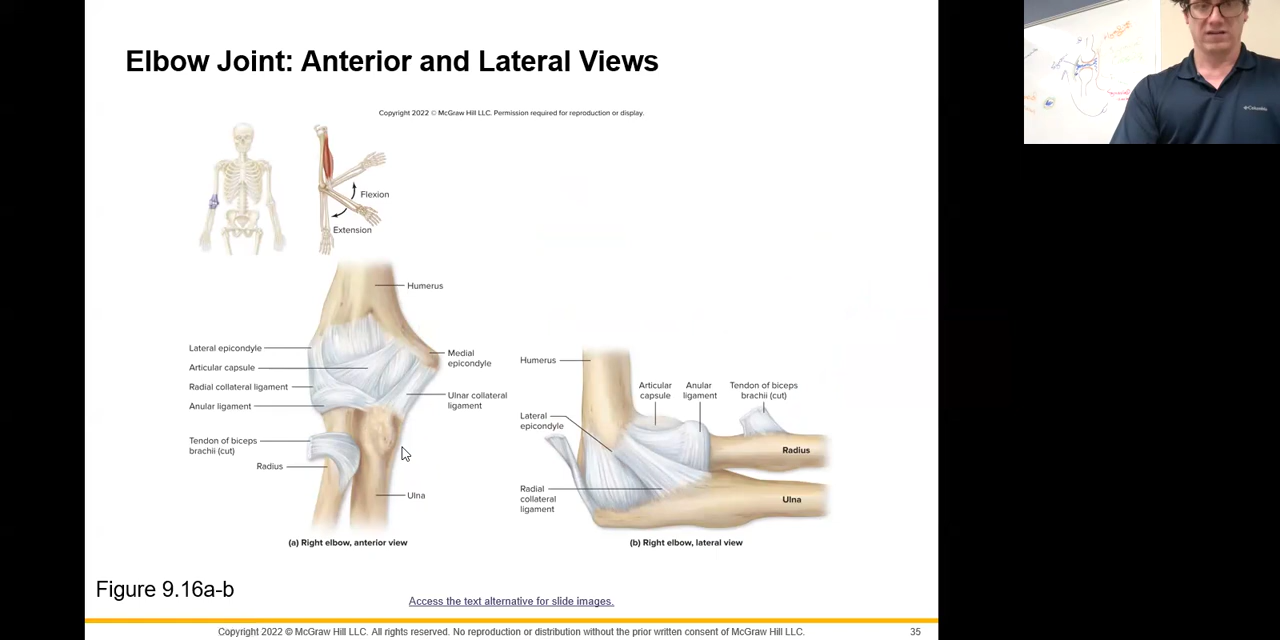 Elbow Joint: Anterior and Lateral Views
Copyright 2022 © McGraw Hill LLC. Permission required for reproduction or display.
Flexion
Extension
Humerus
Lateral epicondyle
Articular capsule
Radial collateral ligament
Anular ligament
Tendon of biceps
brachii (cut)
Radius
Medial
epicondyle
Ulnar collateral
ligament
Ulna
(a) Right elbow, anterior view
Humerus
Articular
capsule
Anular
ligament
Tendon of biceps
brachii (cut)
Lateral
epicondyle
Radius
Radial
collateral
ligament
Ulna
(b) Right elbow, lateral view
Figure 9.16a-b
Access the text alternative for slide images.
Copyright 2022 © McGraw Hill LLC. All rights reserved. No reproduction or distribution without the prior written consent of McGraw Hill LLC.
35
Columbia